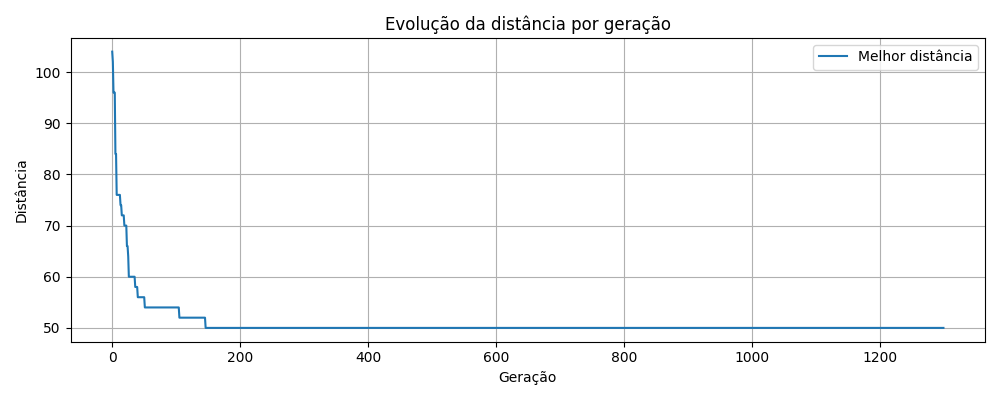 Evolução da distância por geração
Melhor distância
Distância
100
90
80
70
60
50
0 200 400 600 800 1000 1200
Geração